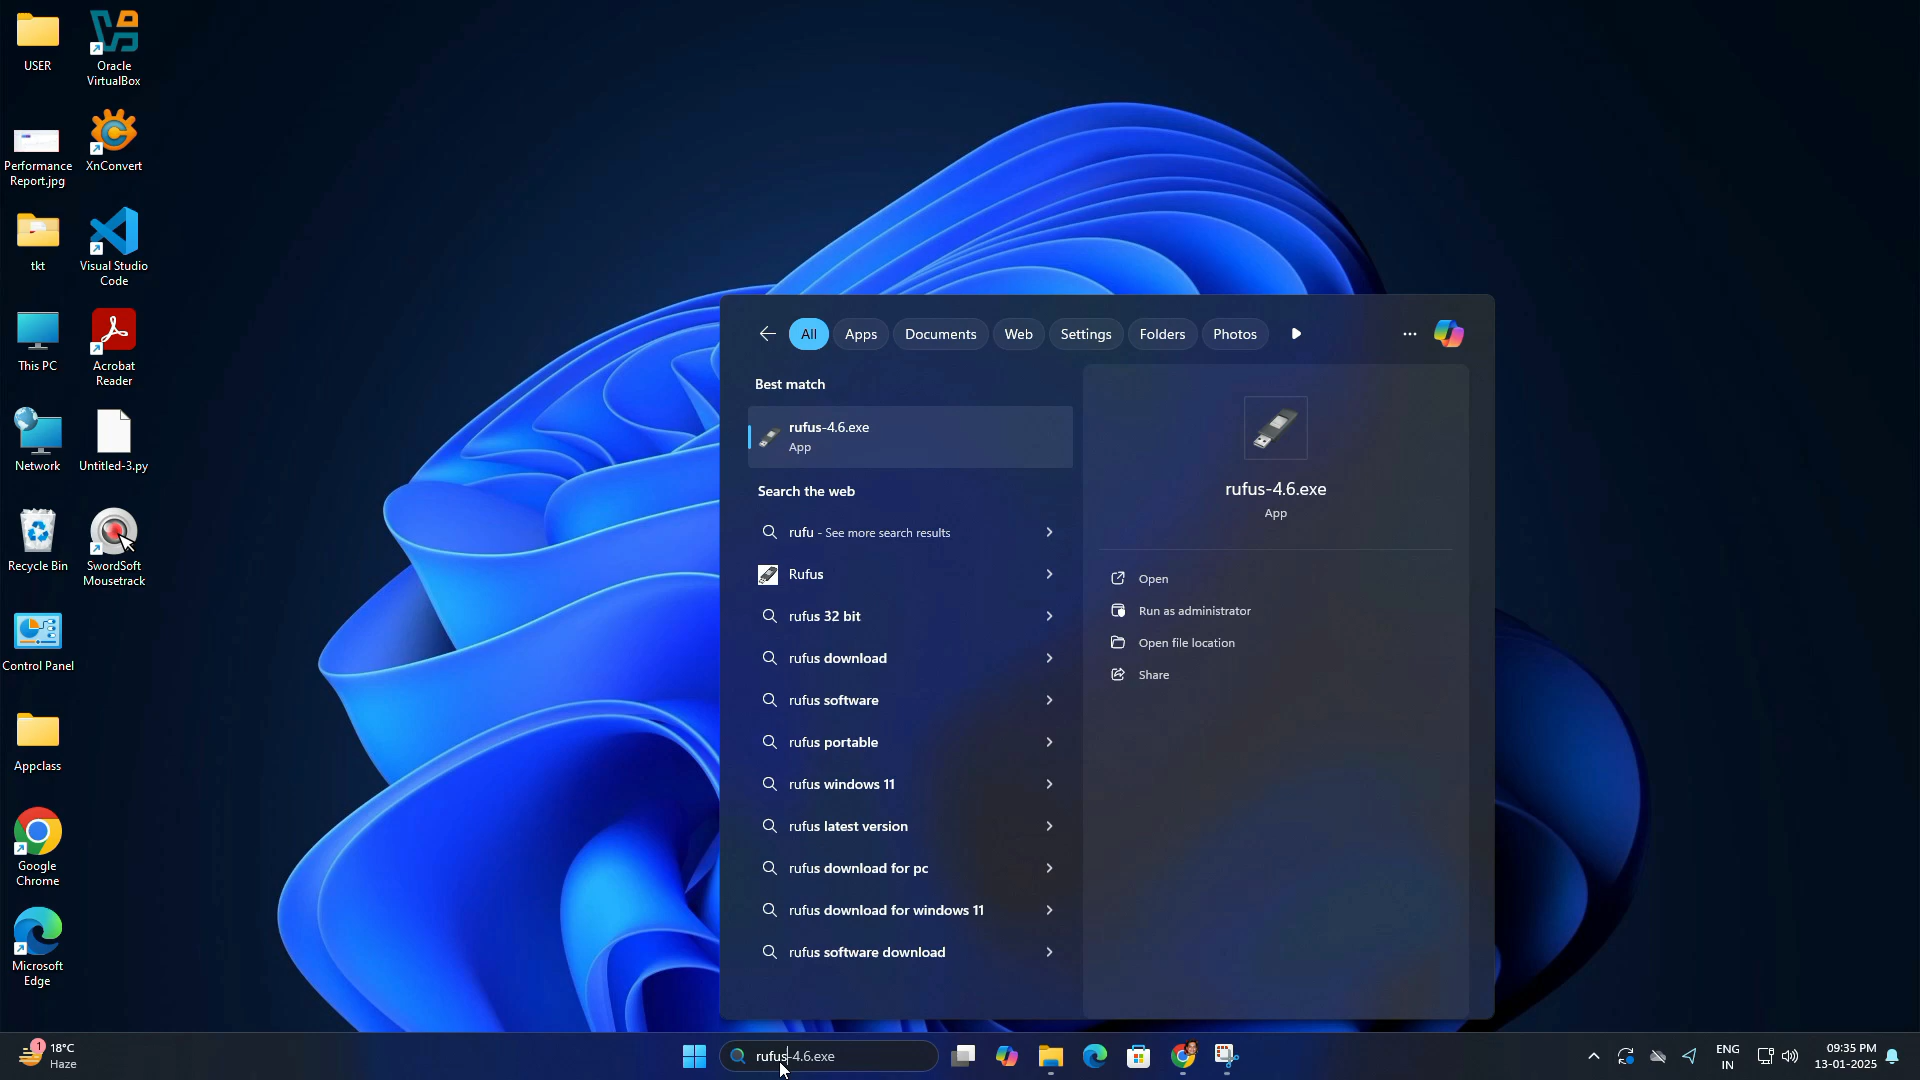 USER
Oracle
VirtualBox
Performance
Report.jpg
XnConvert
tkt
Visual Studio
Code
This PC
Acrobat
Reader
Network
Untitled-3.py
Recycle Bin
SwordSoft
Mousetrack
Control Panel
Appclass
Google
Chrome
Microsoft
Edge
All
Apps
Documents
Web
Settings
Folders
Photos
Best match
rufus-4.6.exe
App
Search the web
rufu - See more search results
Rufus
rufus 32 bit
rufus download
rufus software
rufus portable
rufus windows 11
rufus latest version
rufus download for pc
rufus download for windows 11
rufus software download
rufus-4.6.exe
App
Open
Run as administrator
Open file location
Share
1
18°C
Haze
rufus-4.6.exe
ENG
IN
09:35 PM
13-01-2025